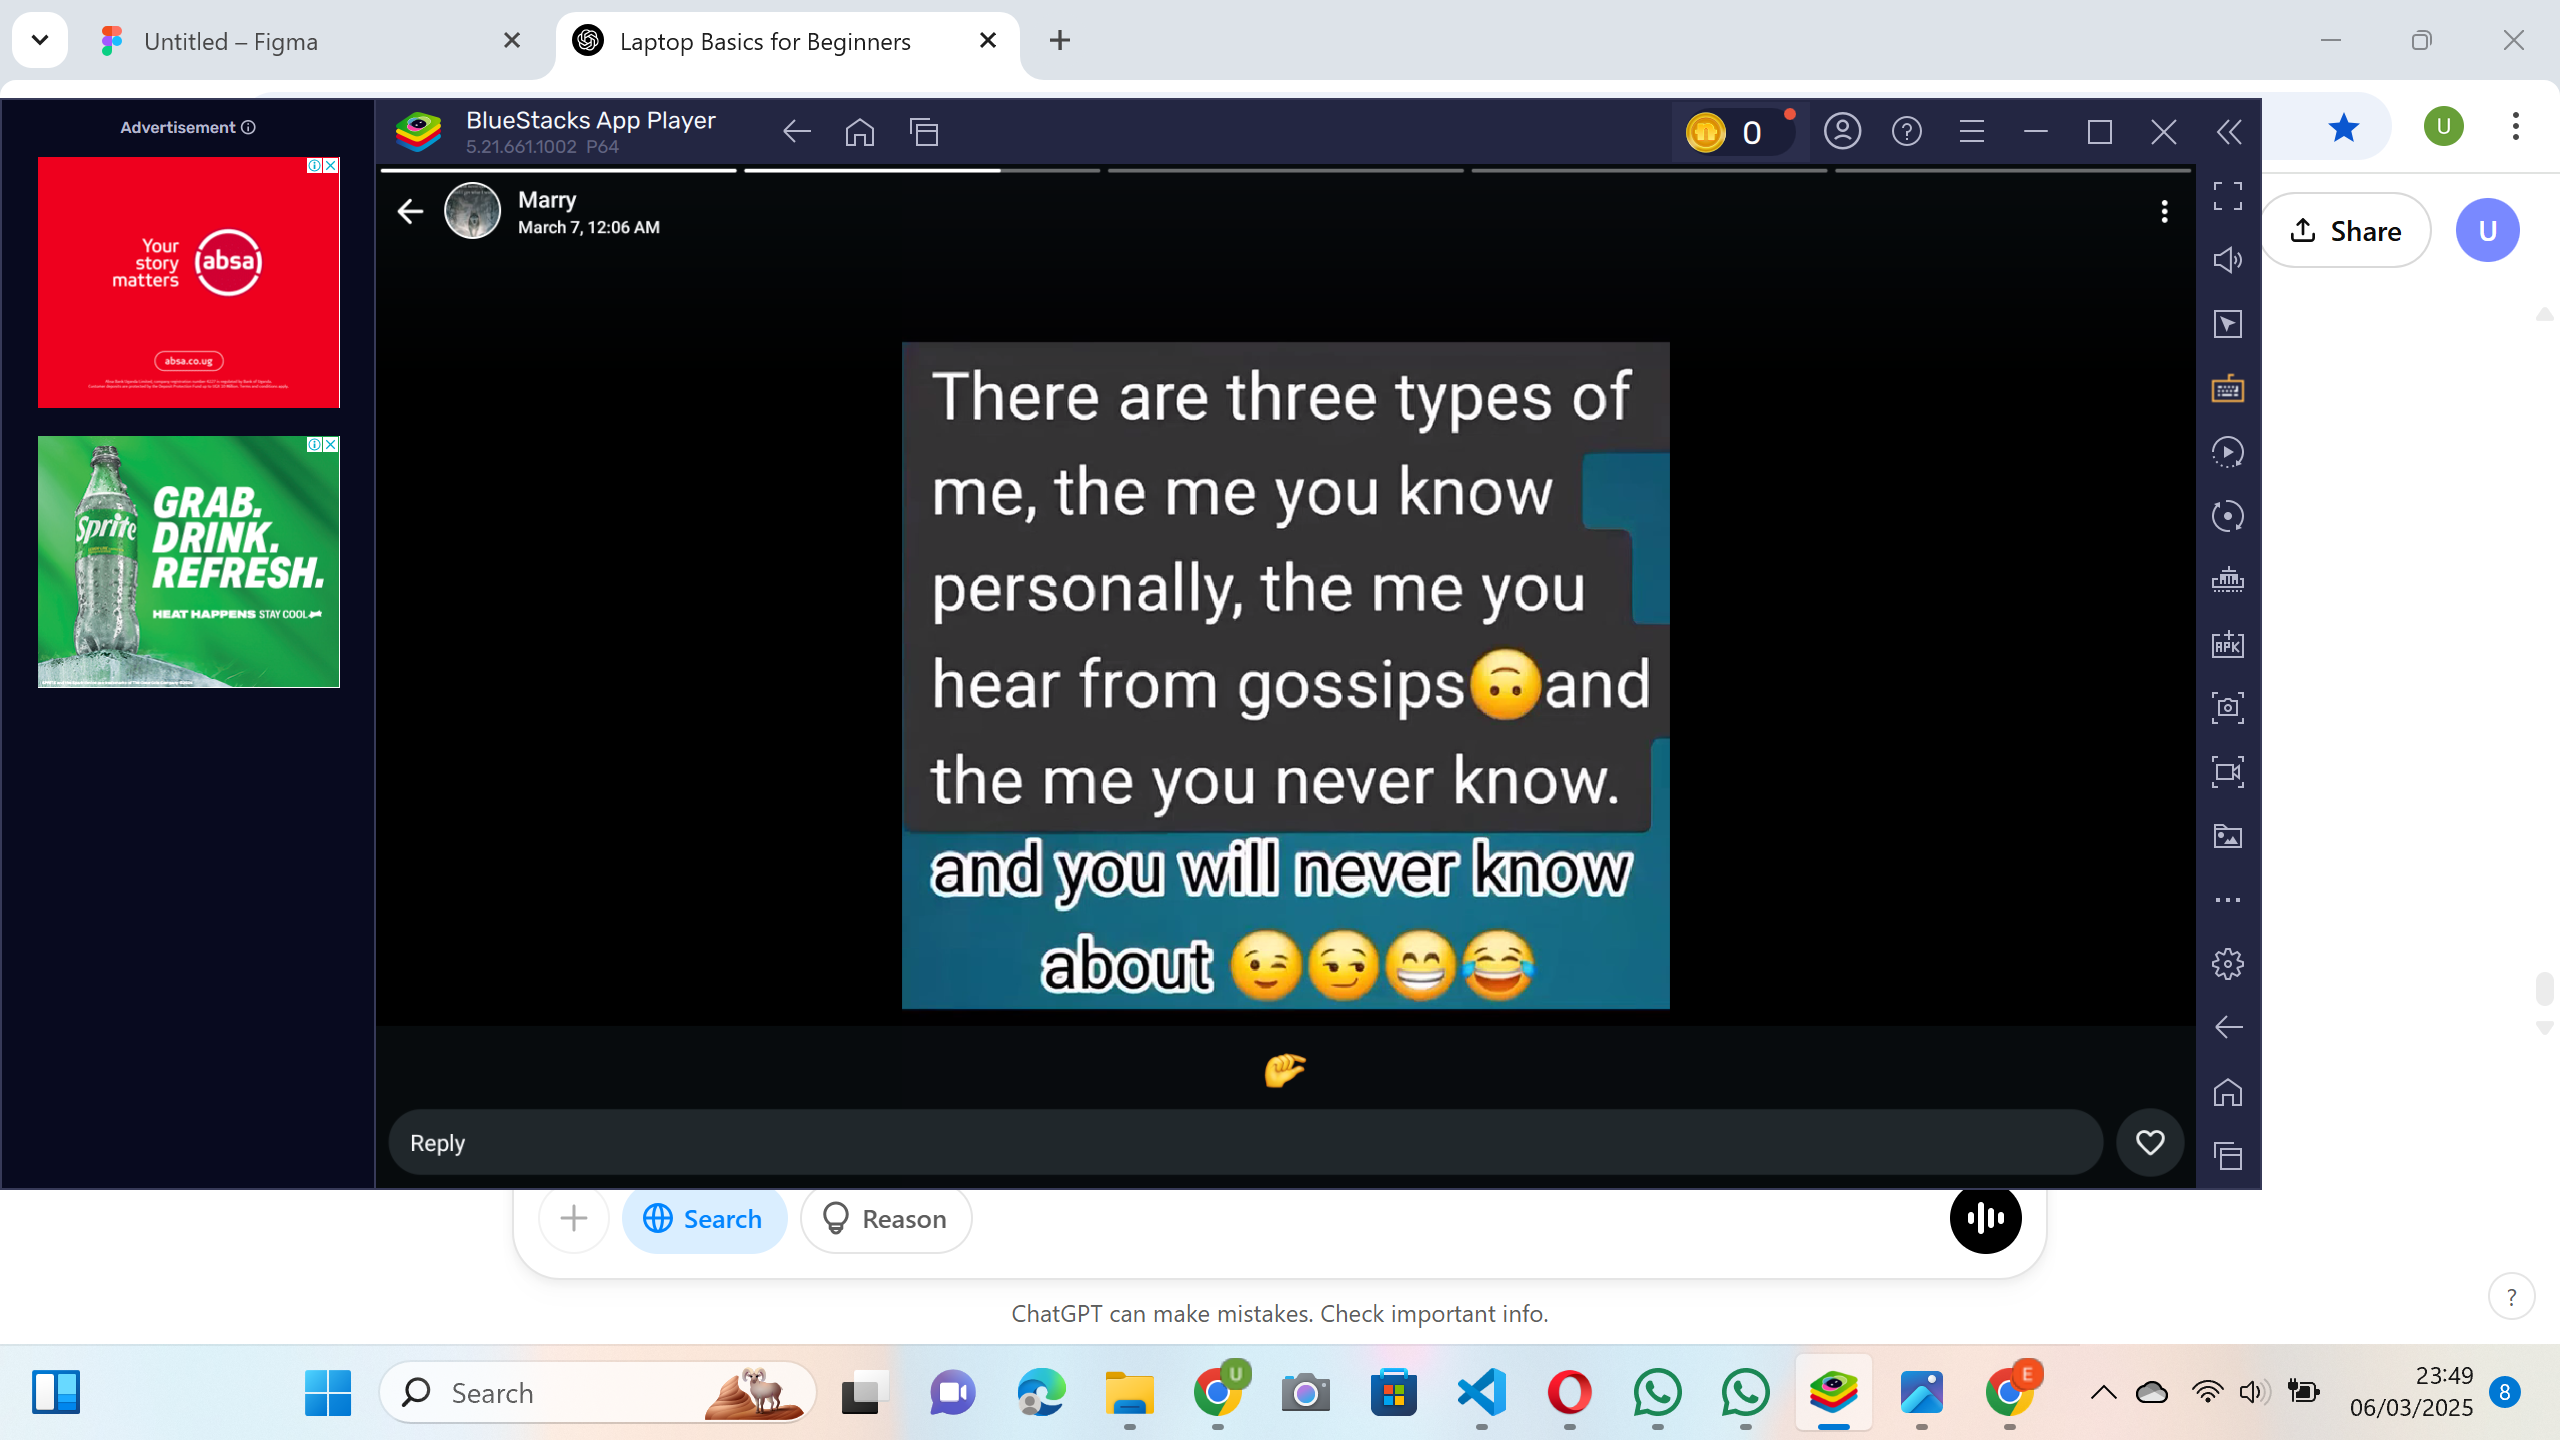 Untitled – Figma
Laptop Basics for Beginners
Advertisement
BlueStacks App Player
5.21.661.1002 P64
0
U
Your
story
matters
absa
absa.co.ug
Sprite
GRAB.
DRINK.
REFRESH.
HEAT HAPPENS STAY COOL
Marry
March 7, 12:06 AM
Share
U
There are three types of
me, the me you know
personally, the me you
hear from gossips🙃and
the me you never know.
and you will never know
about 😉😏😁😂
🤏
Reply
APK
Search
Reason
ChatGPT can make mistakes. Check important info.
?
Search
U
E
23:49
06/03/2025
8